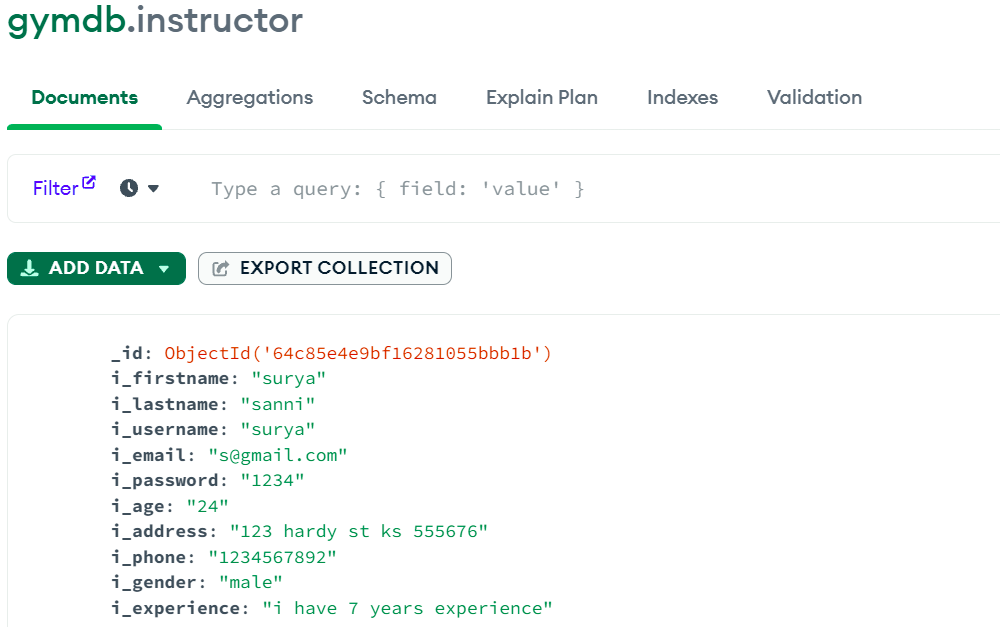 gymdb.instructor
Documents Aggregations Schema Explain Plan Indexes Validation
Filter Type a query: { field: 'value' }
ADD DATA EXPORT COLLECTION
_id: ObjectId('64c85e4e9bf16281055bbb1b')
i_firstname: "surya"
i_lastname: "sanni"
i_username: "surya"
i_email: "s@gmail.com"
i_password: "1234"
i_age: "24"
i_address: "123 hardy st ks 555676"
i_phone: "1234567892"
i_gender: "male"
i_experience: "i have 7 years experience"